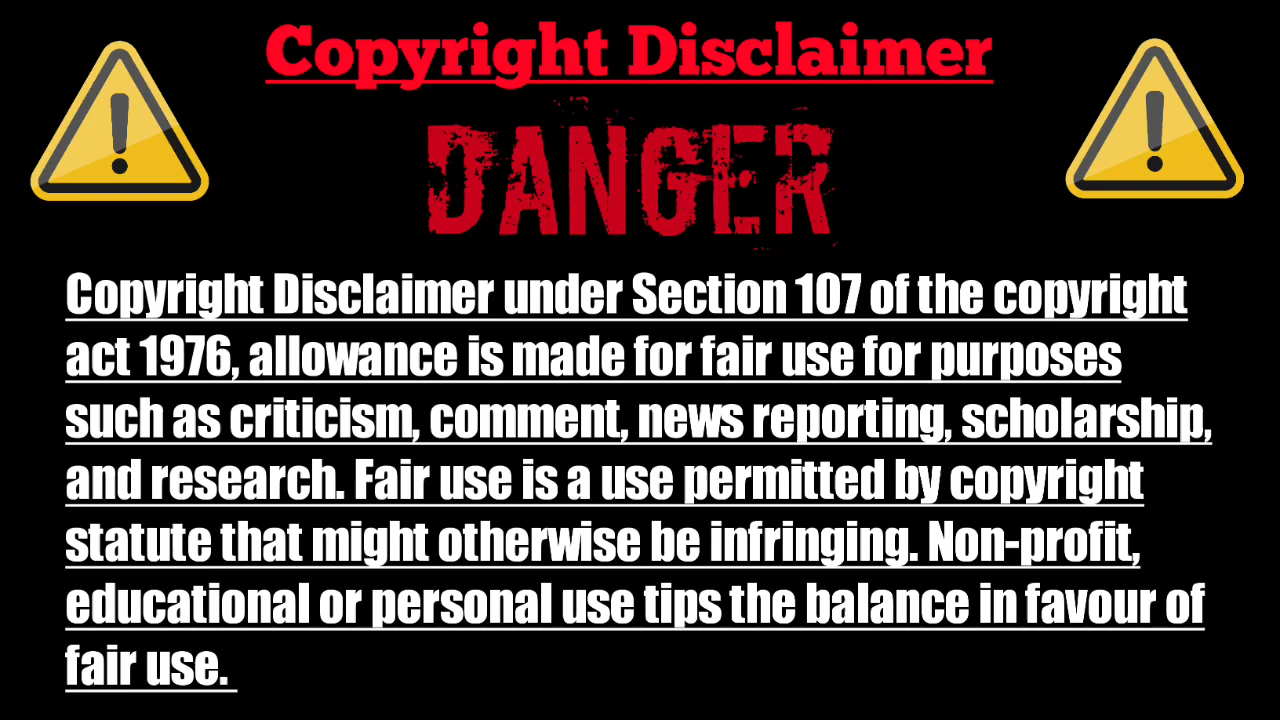 Copyright Disclaimer
DANGER
Copyright Disclaimer under Section 107 of the copyright
act 1976, allowance is made for fair use for purposes
such as criticism, comment, news reporting, scholarship,
and research. Fair use is a use permitted by copyright
statute that might otherwise be infringing. Non-profit,
educational or personal use tips the balance in favour of
fair use.